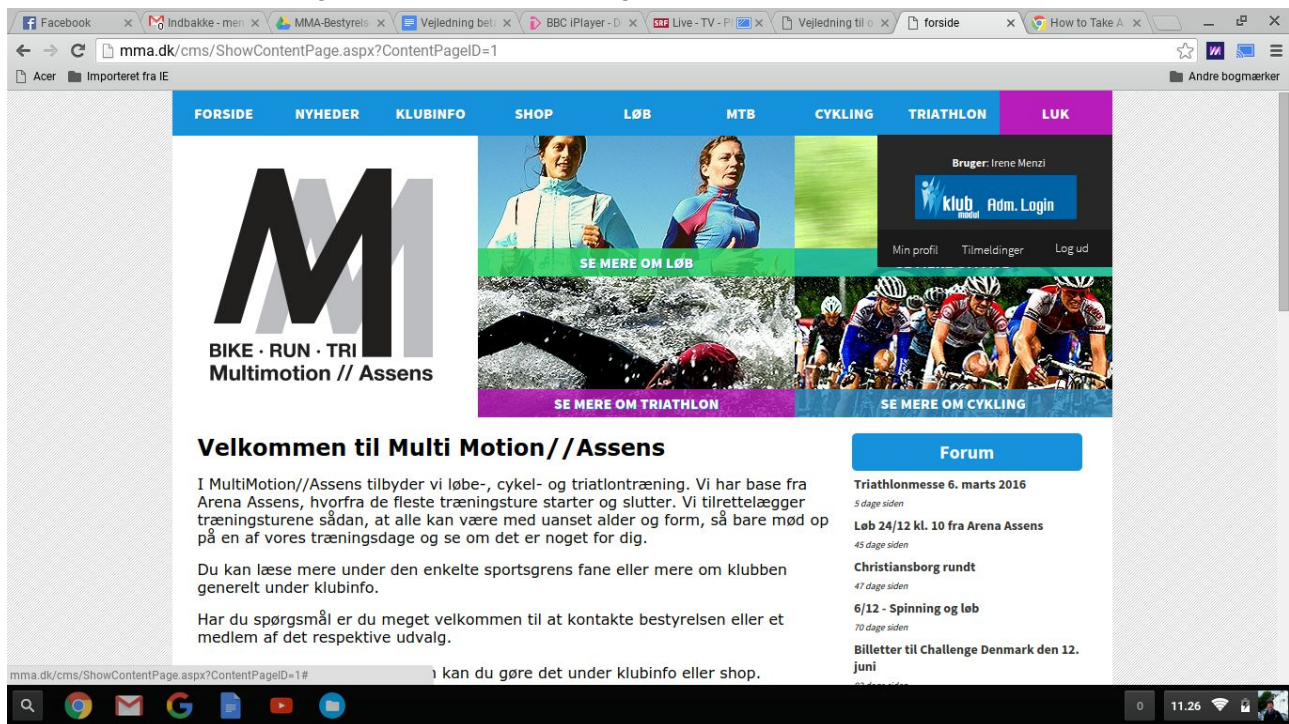 Facebook
Indbakke - men
MMA-Bestyrels
Vejledning bet
BBC iPlayer - D
SRF Live - TV - P
Vejledning til o
forside
How to Take A
mma.dk/cms/ShowContentPage.aspx?ContentPageID=1
Acer
Importeret fra IE
Andre bogmærker
FORSIDE NYHEDER KLUBINFO SHOP LØB MTB CYKLING TRIATHLON LUK
Bruger: Irene Menzi
klub modul Adm. Login
Min profil Tilmeldinger Log ud
SE MERE OM LØB
BIKE · RUN · TRI
Multimotion // Assens
SE MERE OM TRIATHLON
SE MERE OM CYKLING
Velkommen til Multi Motion//Assens
I MultiMotion//Assens tilbyder vi løbe-, cykel- og triatlontræning. Vi har base fra
Arena Assens, hvorfra de fleste træningsture starter og slutter. Vi tilrettelægger
træningsturene sådan, at alle kan være med uanset alder og form, så bare mød op
på en af vores træningsdage og se om det er noget for dig.
Du kan læse mere under den enkelte sportsgrens fane eller mere om klubben
generelt under klubinfo.
Har du spørgsmål er du meget velkommen til at kontakte bestyrelsen eller et
medlem af det respektive udvalg.
kan du gøre det under klubinfo eller shop.
Forum
Triathlonmesse 6. marts 2016
5 dage siden
Løb 24/12 kl. 10 fra Arena Assens
45 dage siden
Christiansborg rundt
47 dage siden
6/12 - Spinning og løb
70 dage siden
Billetter til Challenge Denmark den 12.
juni
mma.dk/cms/ShowContentPage.aspx?ContentPageID=1#
0
11.26